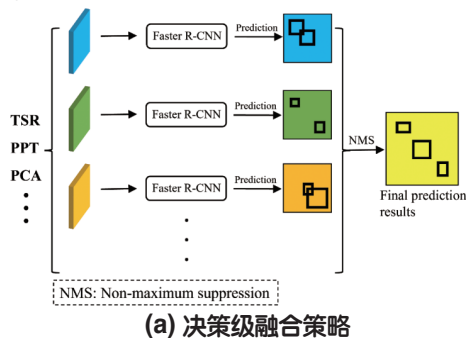 Faster R-CNN
Prediction
TSR
PPT
PCA
Faster R-CNN
Prediction
NMS
Faster R-CNN
Prediction
Final prediction
results
NMS: Non-maximum suppression
(a) 决策级融合策略